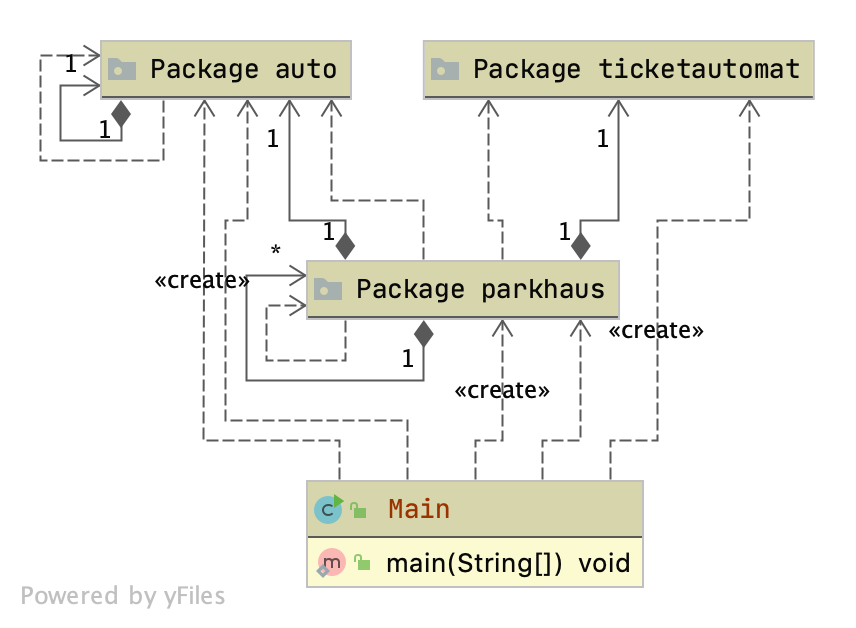 1
Package auto
Package ticketautomat
1
1
1
1
1
*
«create»
Package parkhaus
«create»
1
«create»
c
Main
m
main(String[]) void
Powered by yFiles